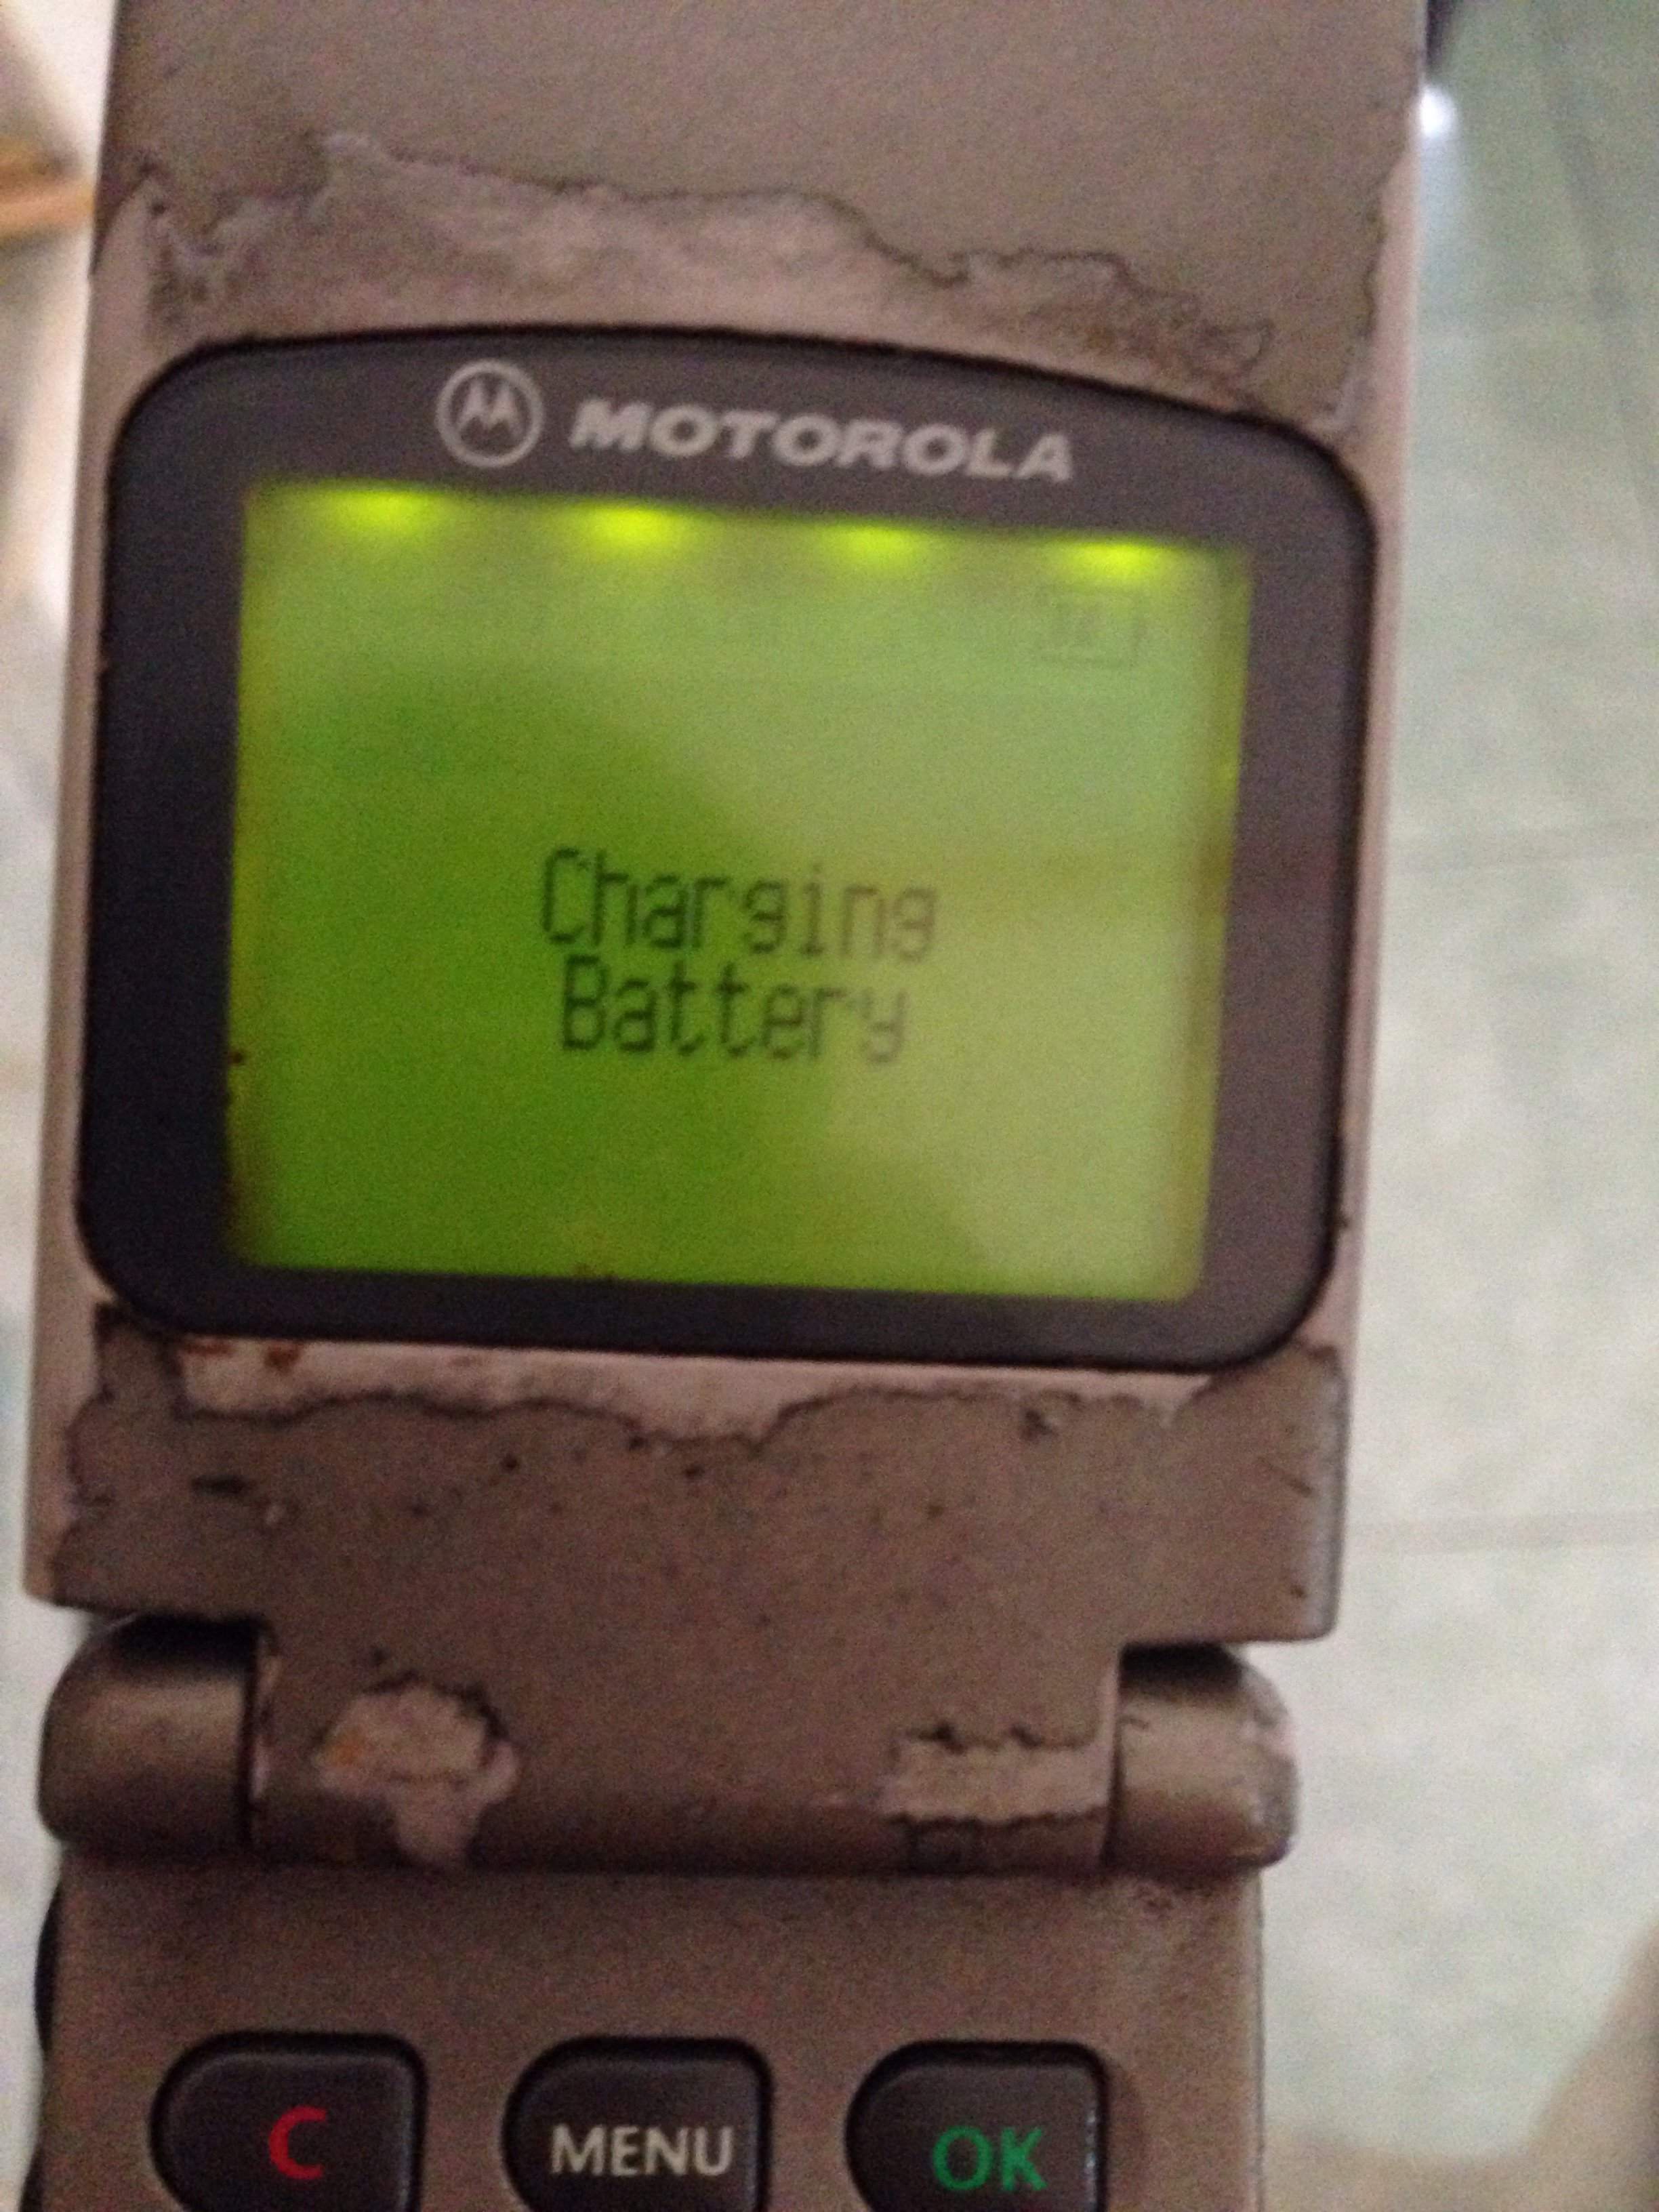 MOTOROLA
Charging
Battery
C
MENU
OK